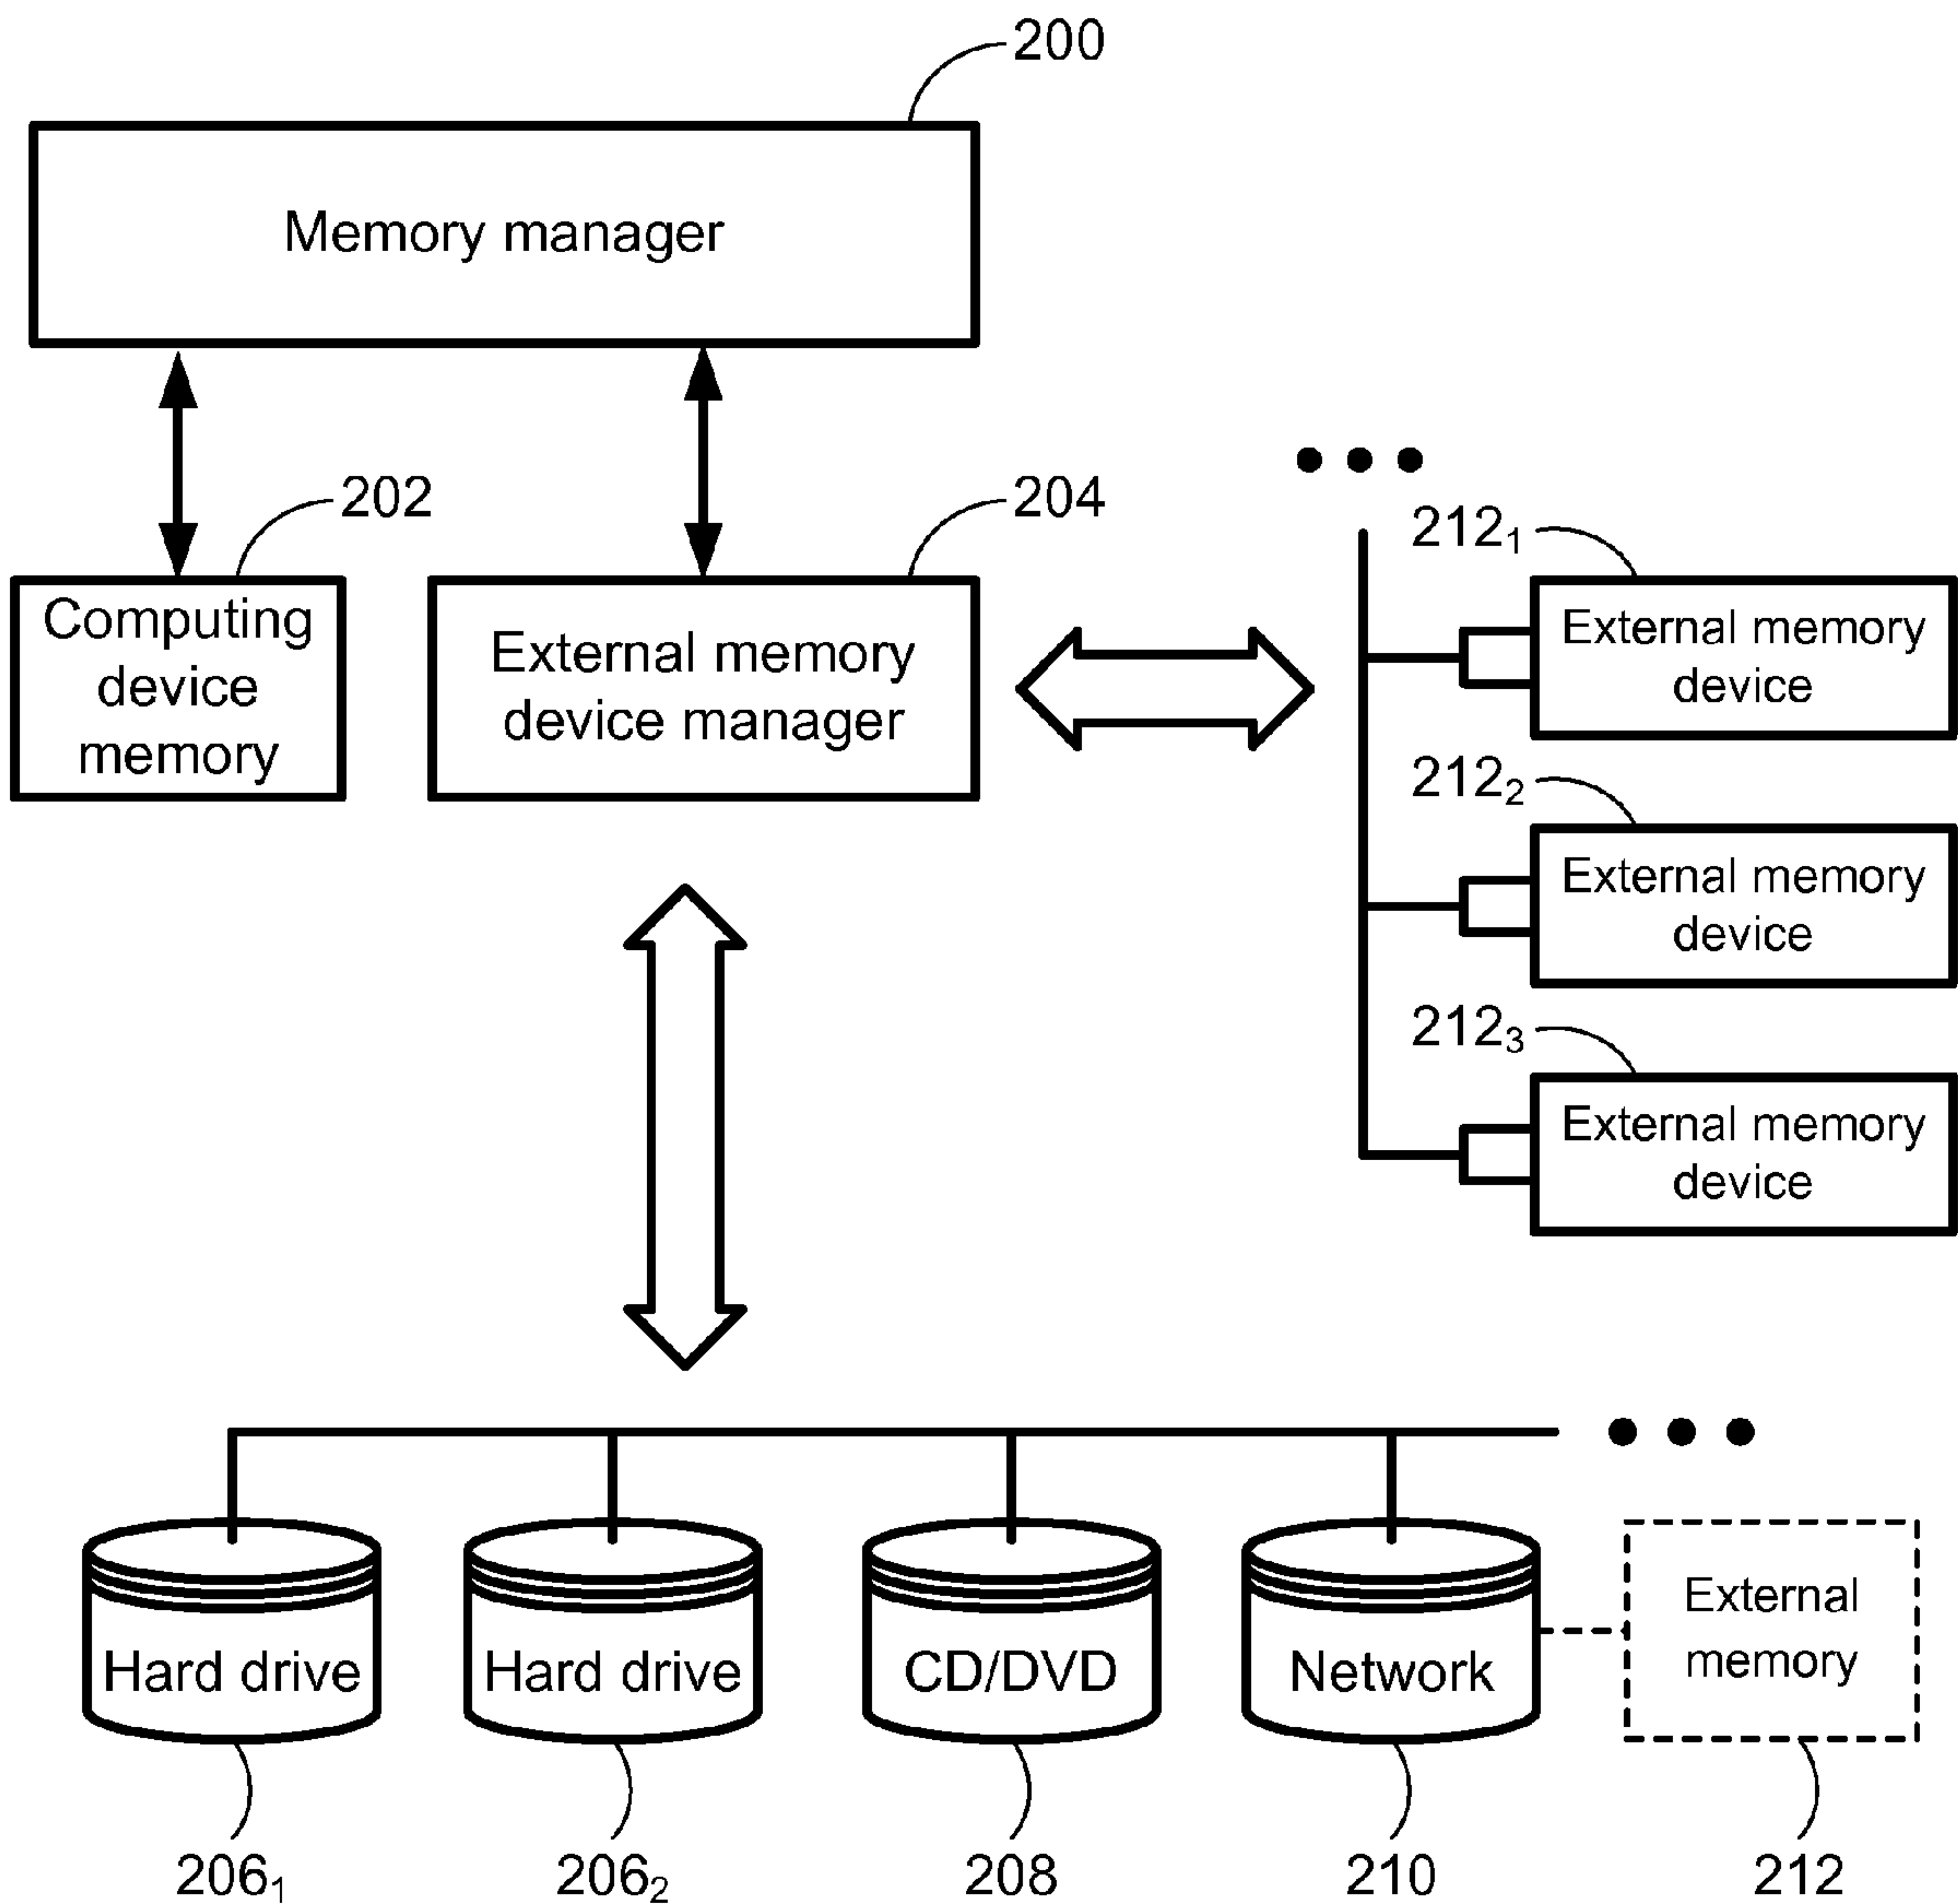 200
Memory manager
202
204
Computing
device
memory
External memory
device manager
212₁
External memory
device
212₂
External memory
device
212₃
External memory
device
Hard drive
Hard drive
CD/DVD
Network
External
memory
206₁
206₂
208
210
212